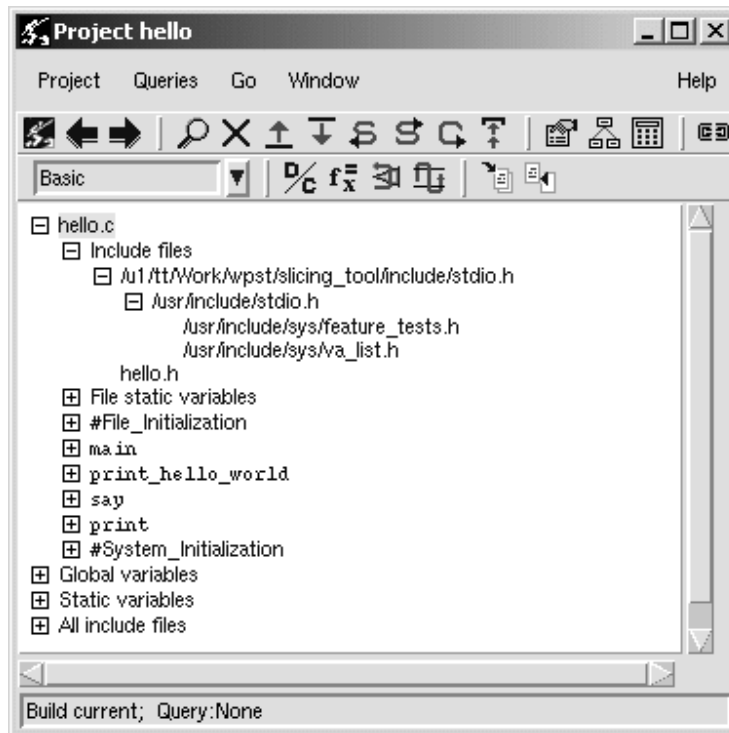 Project hello
Project Queries Go Window Help
Basic
hello.c
Include files
/u1/tt/Work/wpst/slicing_tool/include/stdio.h
/usr/include/stdio.h
/usr/include/sys/feature_tests.h
/usr/include/sys/va_list.h
hello.h
File static variables
#File_Initialization
main
print_hello_world
say
print
#System_Initialization
Global variables
Static variables
All include files
Build current; Query:None